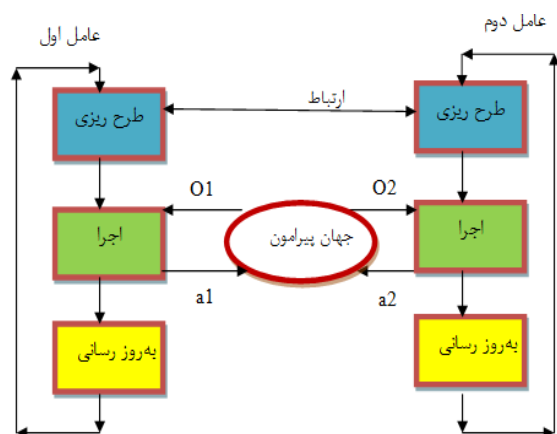 عامل دوم
عامل اول
طرح ریزی
ارتباط
طرح ریزی
O1
O2
اجرا
جهان پیرامون
اجرا
a1
a2
به‌روز رسانی
به‌روز رسانی